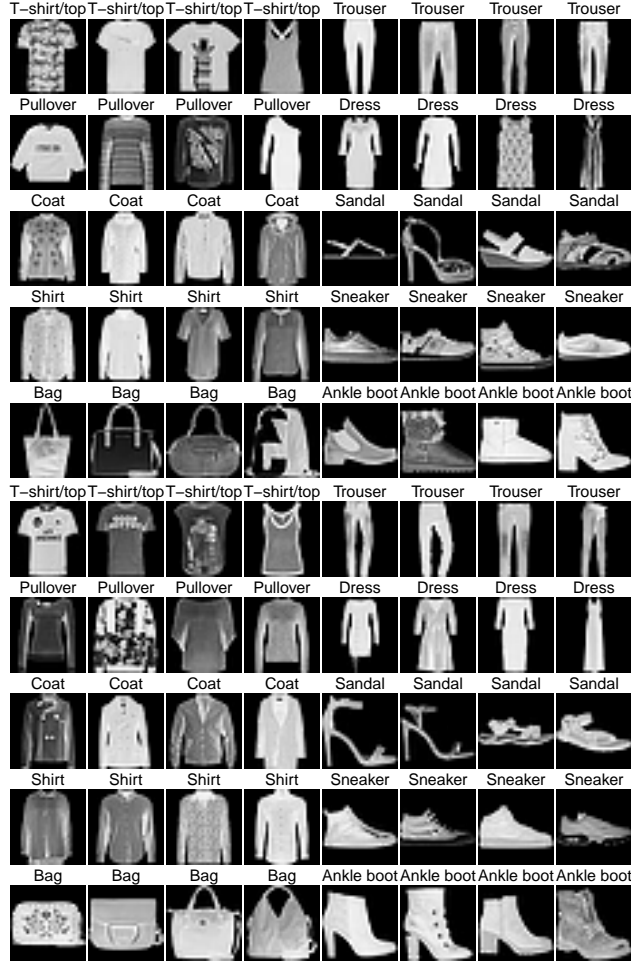 T-shirt/top T-shirt/top T-shirt/top T-shirt/top Trouser Trouser Trouser Trouser
Pullover Pullover Pullover Pullover Dress Dress Dress Dress
Coat Coat Coat Coat Sandal Sandal Sandal Sandal
Shirt Shirt Shirt Shirt Sneaker Sneaker Sneaker Sneaker
Bag Bag Bag Bag Ankle boot Ankle boot Ankle boot Ankle boot
T-shirt/top T-shirt/top T-shirt/top T-shirt/top Trouser Trouser Trouser Trouser
Pullover Pullover Pullover Pullover Dress Dress Dress Dress
Coat Coat Coat Coat Sandal Sandal Sandal Sandal
Shirt Shirt Shirt Shirt Sneaker Sneaker Sneaker Sneaker
Bag Bag Bag Bag Ankle boot Ankle boot Ankle boot Ankle boot